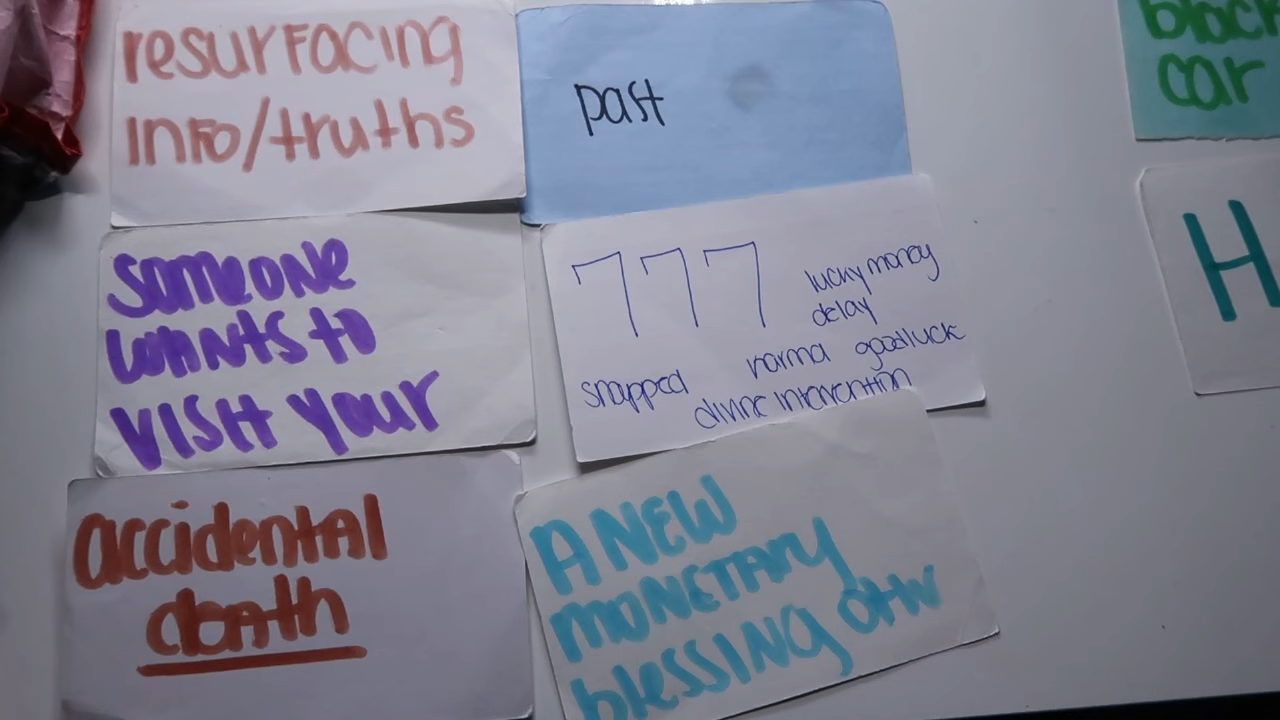 resurfacing
info/truths
past
black
car
someone
wants to
visit your
777
lucky money
delay
karma goodluck
snapped
divine intervention
H
accidental
death
A NEW
MONETARY
blessing otw